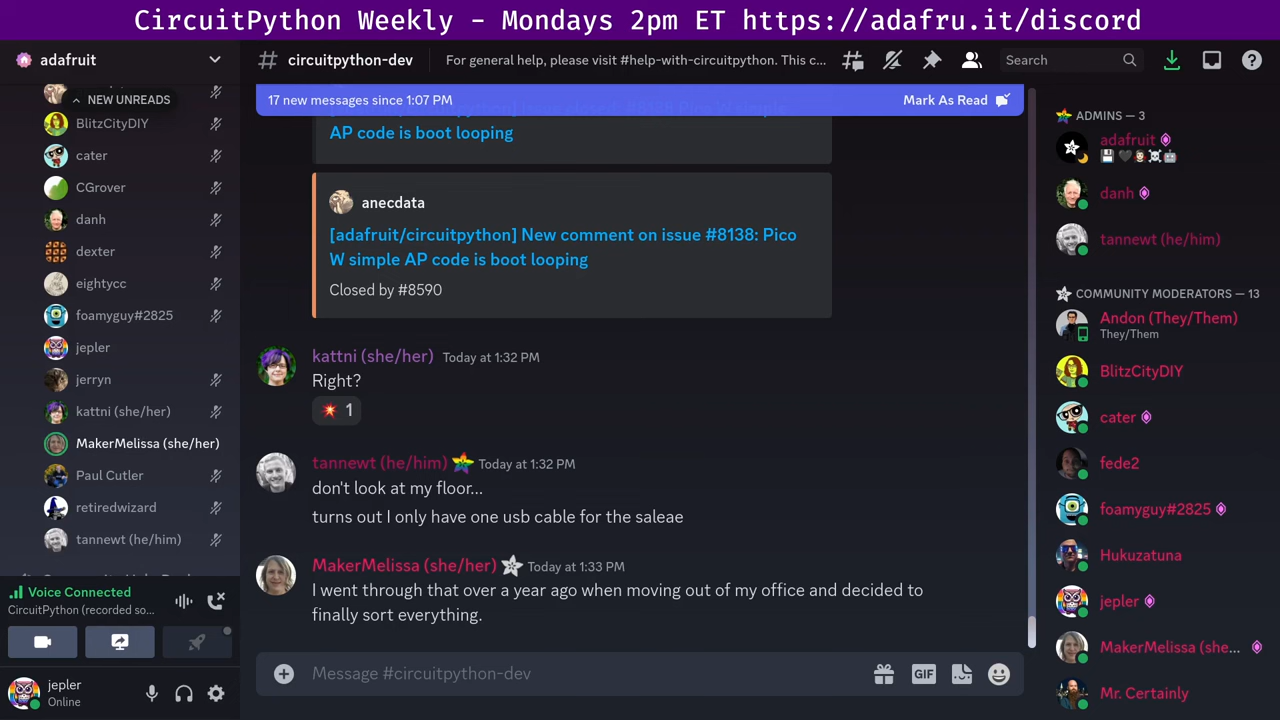 CircuitPython Weekly - Mondays 2pm ET https://adafru.it/discord
adafruit
NEW UNREADS
BlitzCityDIY
cater
CGrover
danh
dexter
eightycc
foamyguy#2825
jepler
jerryn
kattni (she/her)
MakerMelissa (she/her)
Paul Cutler
retiredwizard
tannewt (he/him)
Voice Connected
CircuitPython (recorded so...
jepler
Online
circuitpython-dev
For general help, please visit #help-with-circuitpython. This c...
Search
17 new messages since 1:07 PM
Mark As Read
AP code is boot looping
anecdata
[adafruit/circuitpython] New comment on issue #8138: Pico
W simple AP code is boot looping
Closed by #8590
kattni (she/her) Today at 1:32 PM
Right?
1
tannewt (he/him) Today at 1:32 PM
don't look at my floor...
turns out I only have one usb cable for the saleae
MakerMelissa (she/her) Today at 1:33 PM
I went through that over a year ago when moving out of my office and decided to
finally sort everything.
Message #circuitpython-dev
GIF
ADMINS — 3
adafruit
danh
tannewt (he/him)
COMMUNITY MODERATORS — 13
Andon (They/Them)
They/Them
BlitzCityDIY
cater
fede2
foamyguy#2825
Hukuzatuna
jepler
MakerMelissa (she...
Mr. Certainly